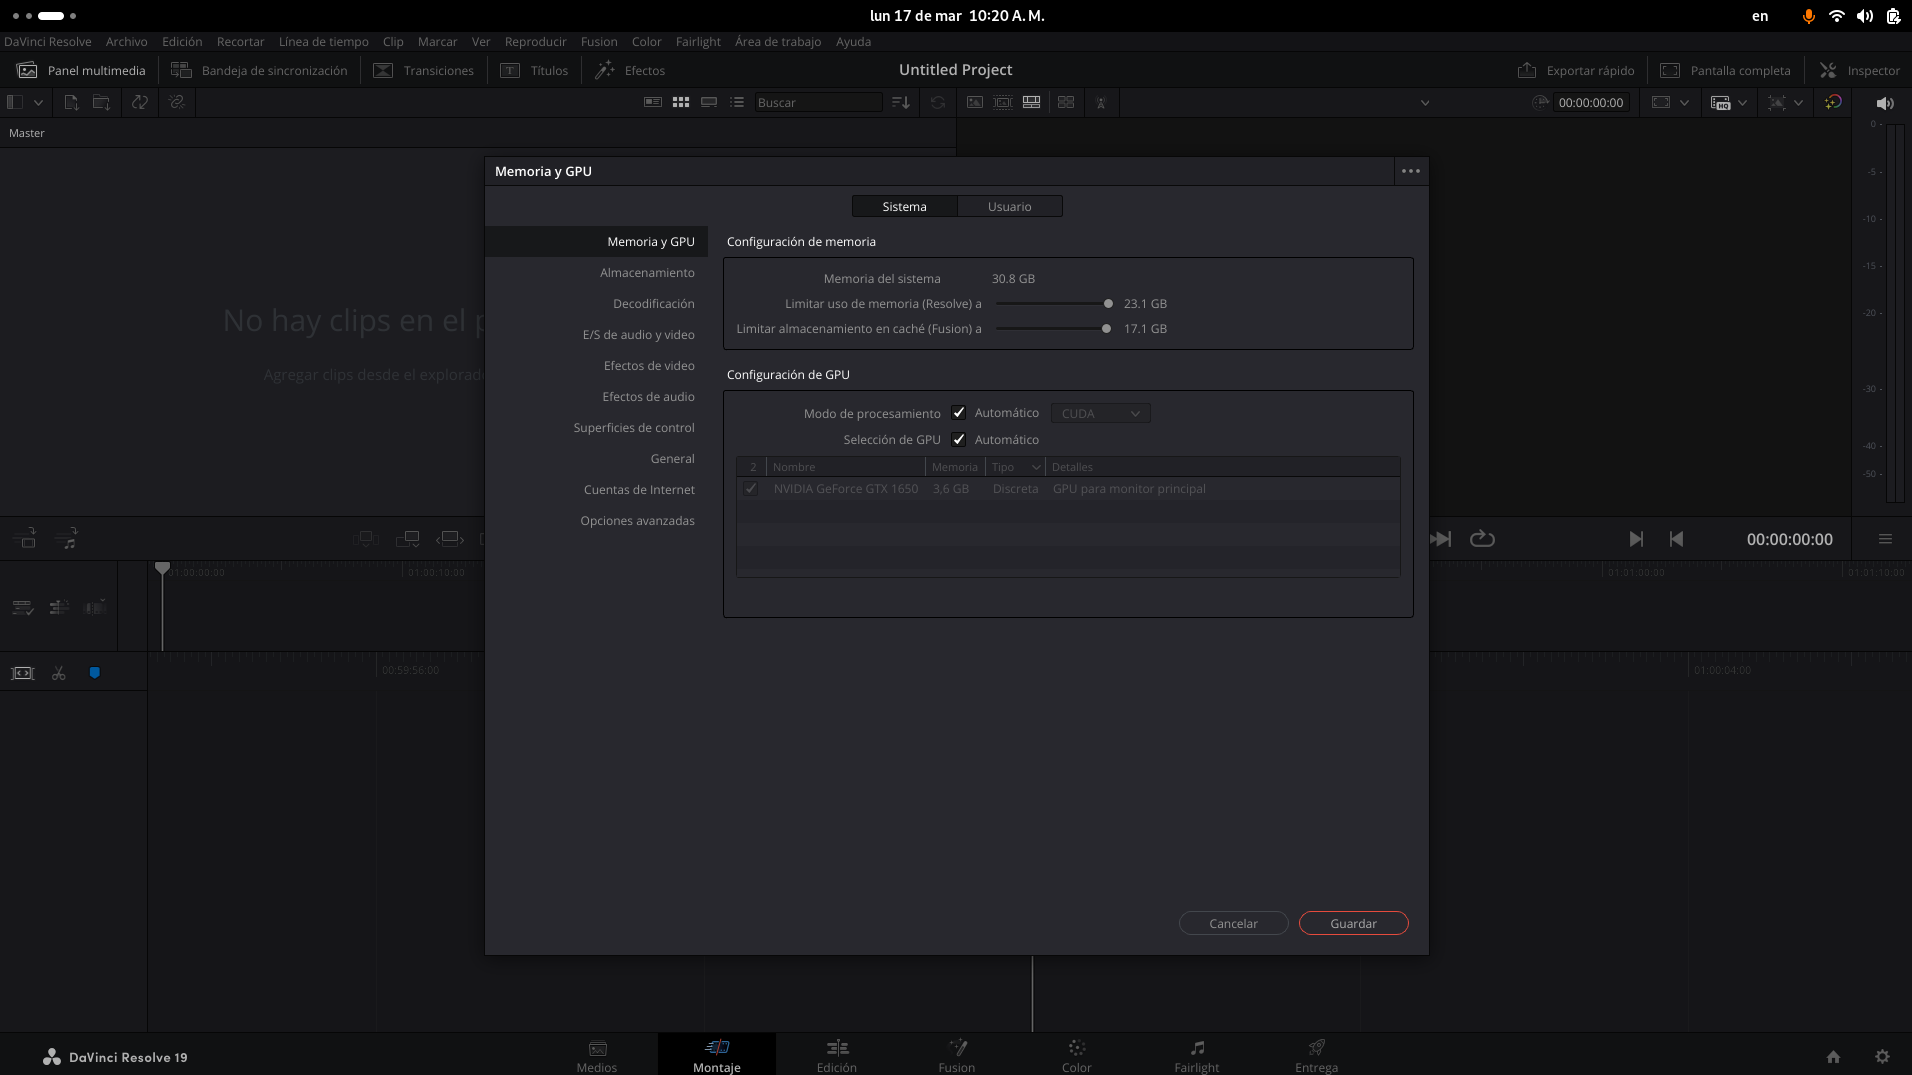 lun 17 de mar  10:20 A. M.
en
DaVinci Resolve Archivo Edición Recortar Línea de tiempo Clip Marcar Ver Reproducir Fusion Color Fairlight Área de trabajo Ayuda
Panel multimedia Bandeja de sincronización Transiciones Títulos Efectos
Untitled Project
Exportar rápido Pantalla completa Inspector
Buscar
00:00:00:00
HQ
Master
No hay clips en el p
Agregar clips desde el explorad
Memoria y GPU
Sistema Usuario
Memoria y GPU
Almacenamiento
Decodificación
E/S de audio y video
Efectos de video
Efectos de audio
Superficies de control
General
Cuentas de Internet
Opciones avanzadas
Configuración de memoria
Memoria del sistema 30.8 GB
Limitar uso de memoria (Resolve) a 23.1 GB
Limitar almacenamiento en caché (Fusion) a 17.1 GB
Configuración de GPU
Modo de procesamiento Automático CUDA
Selección de GPU Automático
2 Nombre Memoria Tipo Detalles
NVIDIA GeForce GTX 1650 3,6 GB Discreta GPU para monitor principal
Cancelar Guardar
0
-5
-10
-15
-20
-30
-40
-50
00:00:00:00
01:00:00:00 01:00:10:00 01:01:00:00 01:01:10:00
00:59:56:00 01:00:04:00
DaVinci Resolve 19
Medios Montaje Edición Fusion Color Fairlight Entrega